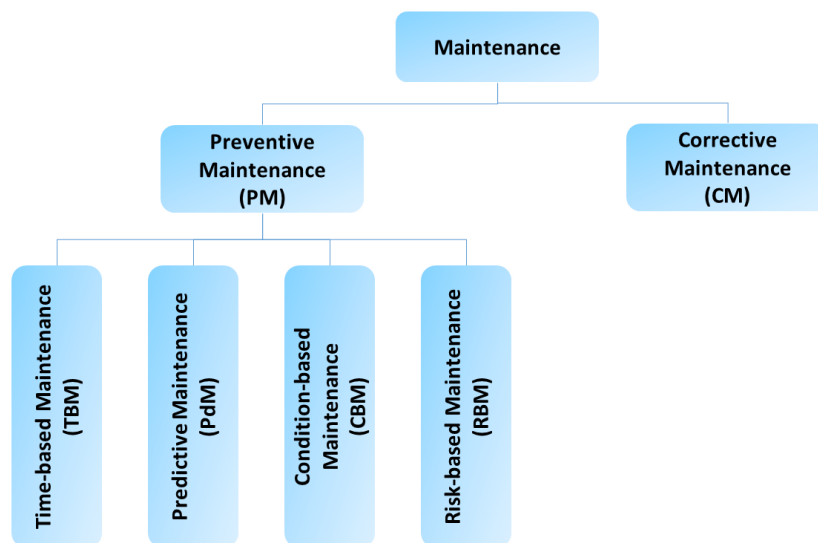 Maintenance
Preventive
Maintenance
(PM)
Corrective
Maintenance
(CM)
Time-based Maintenance
(TBM)
Predictive Maintenance
(PdM)
Condition-based
Maintenance
(CBM)
Risk-based Maintenance
(RBM)